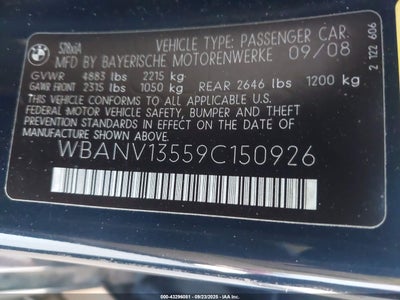 BMW
528xiA
VEHICLE TYPE: PASSENGER CAR
MFD BY BAYERISCHE MOTORENWERKE 09/08
GVWR 4883 lbs 2215 kg
GAWR FRONT 2315 lbs 1050 kg REAR 2646 lbs 1200 kg
THIS VEHICLE CONFORMS TO ALL APPLICABLE U.S.
FEDERAL MOTOR VEHICLE SAFETY, BUMPER AND THEFT
PREVENTION STANDARDS IN EFFECT ON THE DATE OF
MANUFACTURE SHOWN ABOVE.
WBANV13559C150926
2 122 606
000-43296081 - 09/23/2025 - IAA Inc.